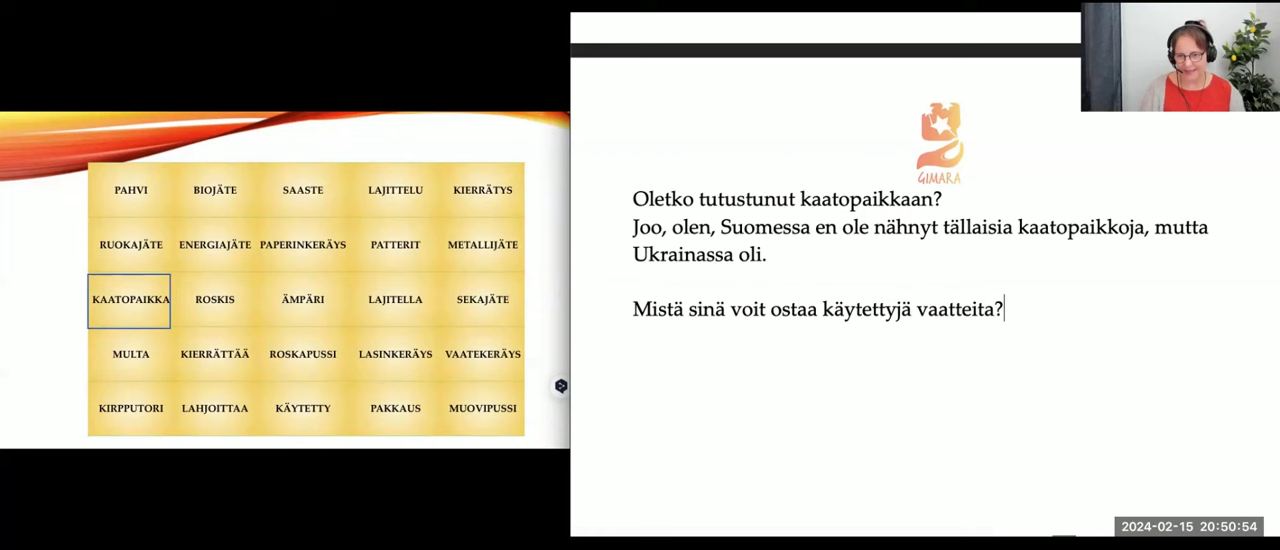 PAHVI BIOJÄTE SAASTE LAJITTELU KIERRÄTYS
RUOKAJÄTE ENERGIAJÄTE PAPERINKERÄYS PATTERIT METALLIJÄTE
KAATOPAIKKA ROSKIS ÄMPÄRI LAJITELLA SEKAJÄTE
MULTA KIERRÄTTÄÄ ROSKAPUSSI LASINKERÄYS VAATEKERÄYS
KIRPPUTORI LAHJOITTAA KÄYTETTY PAKKAUS MUOVIPUSSI
GIMARA
Oletko tutustunut kaatopaikkaan?
Joo, olen, Suomessa en ole nähnyt tällaisia kaatopaikkoja, mutta
Ukrainassa oli.
Mistä sinä voit ostaa käytettyjä vaatteita?
2024-02-15 20:50:54